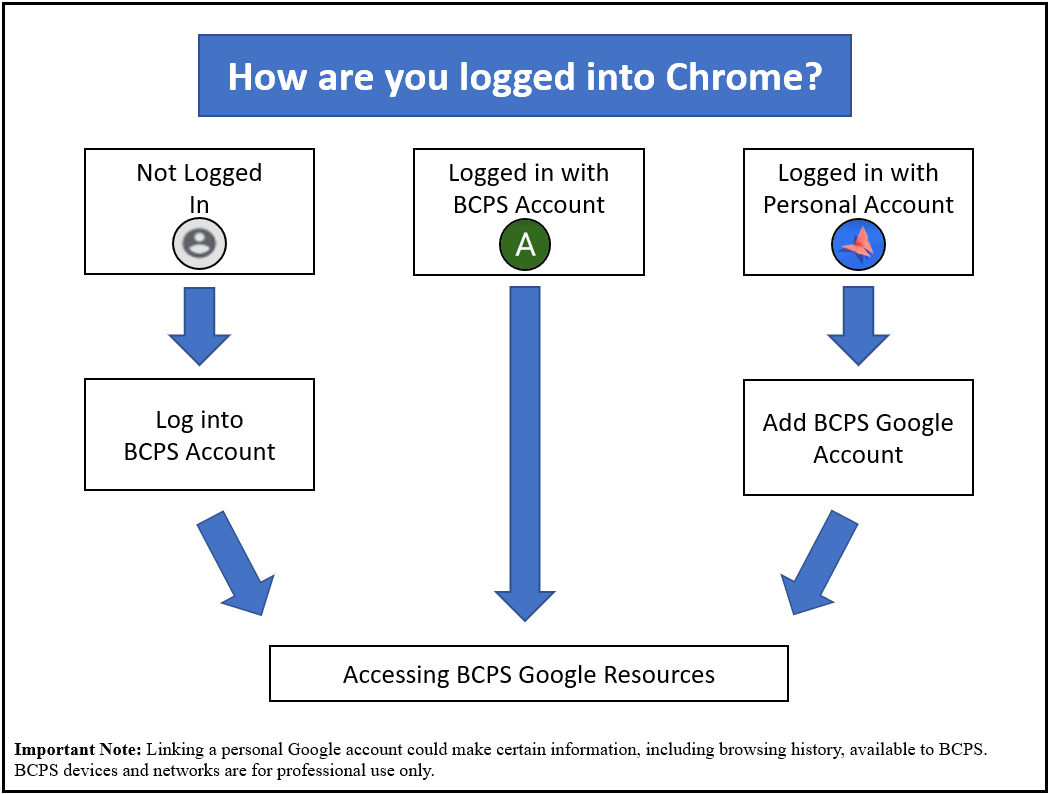 How are you logged into Chrome?
Not Logged
In
Logged in with
BCPS Account
A
Logged in with
Personal Account
Log into
BCPS Account
Add BCPS Google
Account
Accessing BCPS Google Resources
Important Note: Linking a personal Google account could make certain information, including browsing history, available to BCPS.
BCPS devices and networks are for professional use only.